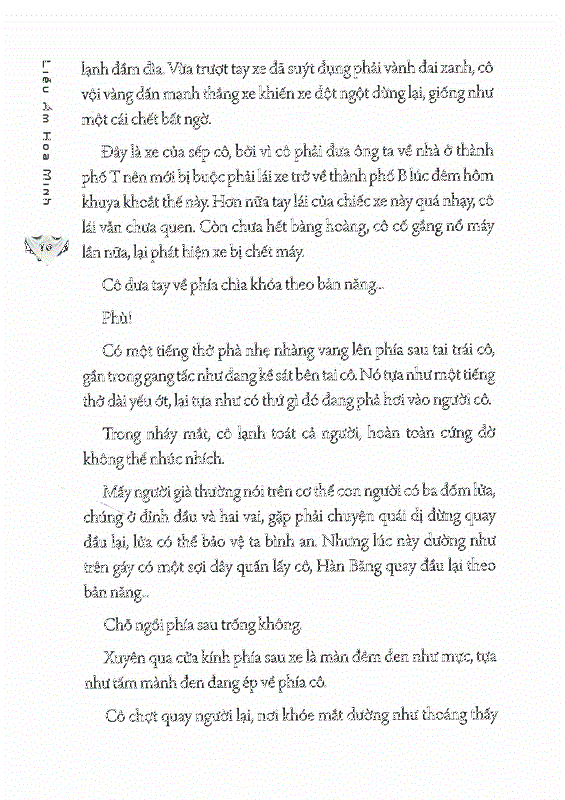 Liễu Ám Hoa Minh
10
lạnh đầm đìa. Vừa trượt tay xe đã suýt đụng phải vành đai xanh, cô
vội vàng dấn mạnh thắng xe khiến xe đột ngột dừng lại, giống như
một cái chết bất ngờ.
Đây là xe của sếp cô, bởi vì cô phải đưa ông ta về nhà ở thành
phố T nên mới bị buộc phải lái xe trở về thành phố B lúc đêm hôm
khuya khoắt thế này. Hơn nữa tay lái của chiếc xe này quá nhạy, cô
lái vẫn chưa quen. Còn chưa hết bàng hoàng, cô cố gắng nổ máy
lần nữa, lại phát hiện xe bị chết máy.
Cô đưa tay về phía chìa khóa theo bản năng...
Phù!
Có một tiếng thở phả nhẹ nhàng vang lên phía sau tai trái cô,
gần trong gang tấc như đang kề sát bên tai cô. Nó tựa như một tiếng
thở dài yếu ớt, lại tựa như có thứ gì đó đang phả hơi vào người cô.
Trong nháy mắt, cô lạnh toát cả người, hoàn toàn cứng đờ
không thể nhúc nhích.
Mấy người già thường nói trên cơ thể con người có ba đốm lửa,
chúng ở đỉnh đầu và hai vai, gặp phải chuyện quái dị đừng quay
đầu lại, lửa có thể bảo vệ ta bình an. Nhưng lúc này dường như
trên gáy có một sợi dây quấn lấy cô, Hàn Băng quay đầu lại theo
bản năng...
Chỗ ngồi phía sau trống không.
Xuyên qua cửa kính phía sau xe là màn đêm đen như mực, tựa
như tấm mành đen đang ép về phía cô.
Cô chợt quay người lại, nơi khóe mắt dường như thoáng thấy